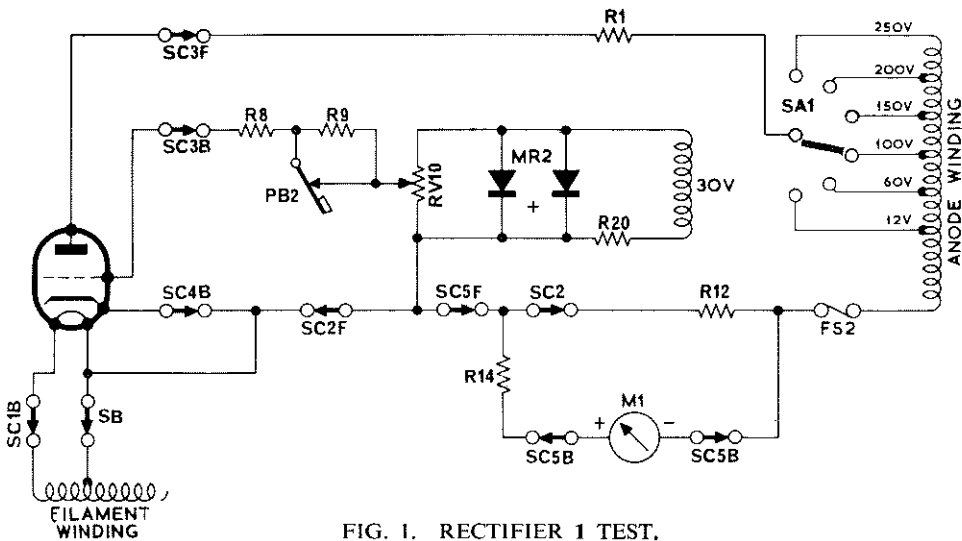 R1
SC3F
250V
200V
SA1
150V
100V
60V
12V
ANODE WINDING
R8
R9
SC3B
PB2
RV10
MR2
+
30V
R20
SC4B
SC2F
SC5F
SC2
R12
FS2
R14
M1
+
-
SC5B
SC5B
SC1B
SB
FILAMENT
WINDING
FIG. 1. RECTIFIER 1 TEST.